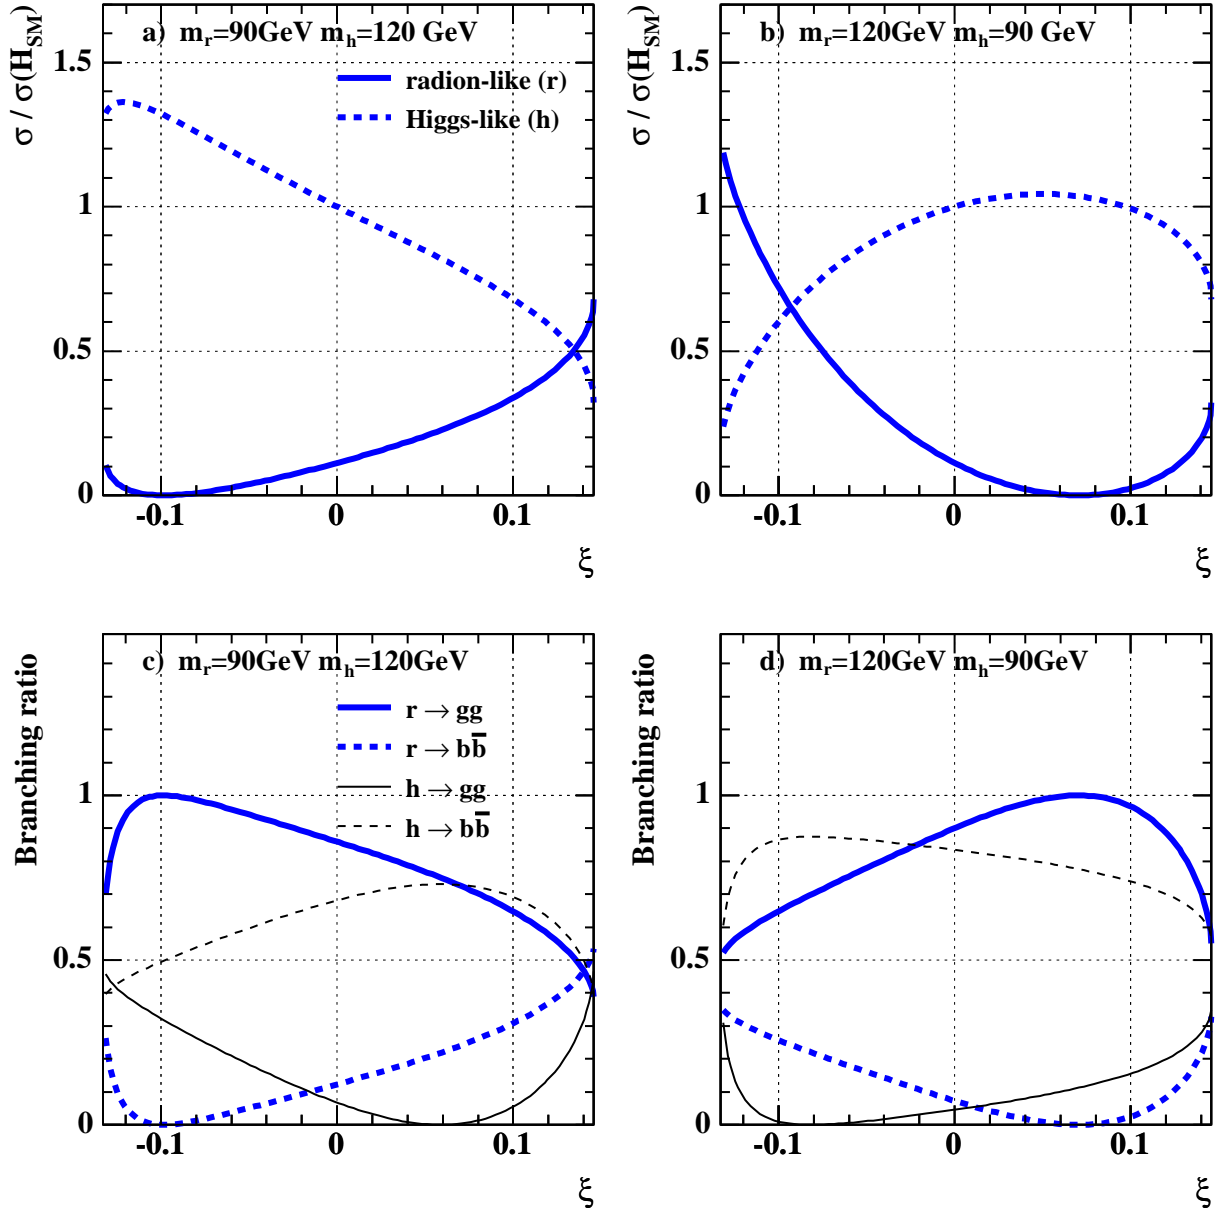 σ / σ(H_SM)
a) m_r=90GeV m_h=120 GeV
1.5
radion-like (r)
Higgs-like (h)
1
0.5
0
-0.1 0 0.1
ξ
σ / σ(H_SM)
b) m_r=120GeV m_h=90 GeV
1.5
1
0.5
0
-0.1 0 0.1
ξ
Branching ratio
c) m_r=90GeV m_h=120GeV
r → gg
r → bb̄
h → gg
h → bb̄
1
0.5
0
-0.1 0 0.1
ξ
Branching ratio
d) m_r=120GeV m_h=90GeV
1
0.5
0
-0.1 0 0.1
ξ